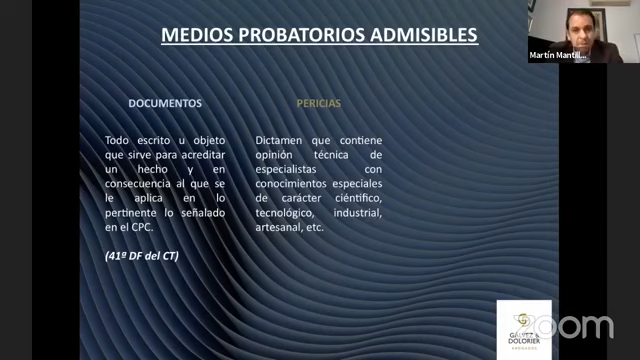 MEDIOS PROBATORIOS ADMISIBLES
Martín Mantill...
DOCUMENTOS
Todo escrito u objeto
que sirve para acreditar
un hecho y en
consecuencia al que se
le aplica en lo
pertinente lo señalado
en el CPC.
(41ª DF del CT)
PERICIAS
Dictamen que contiene
opinión técnica de
especialistas con
conocimientos especiales
de carácter ciéntifico,
tecnológico, industrial,
artesanal, etc.
GÁLVEZ &
DOLORIER
ABOGADOS
zoom